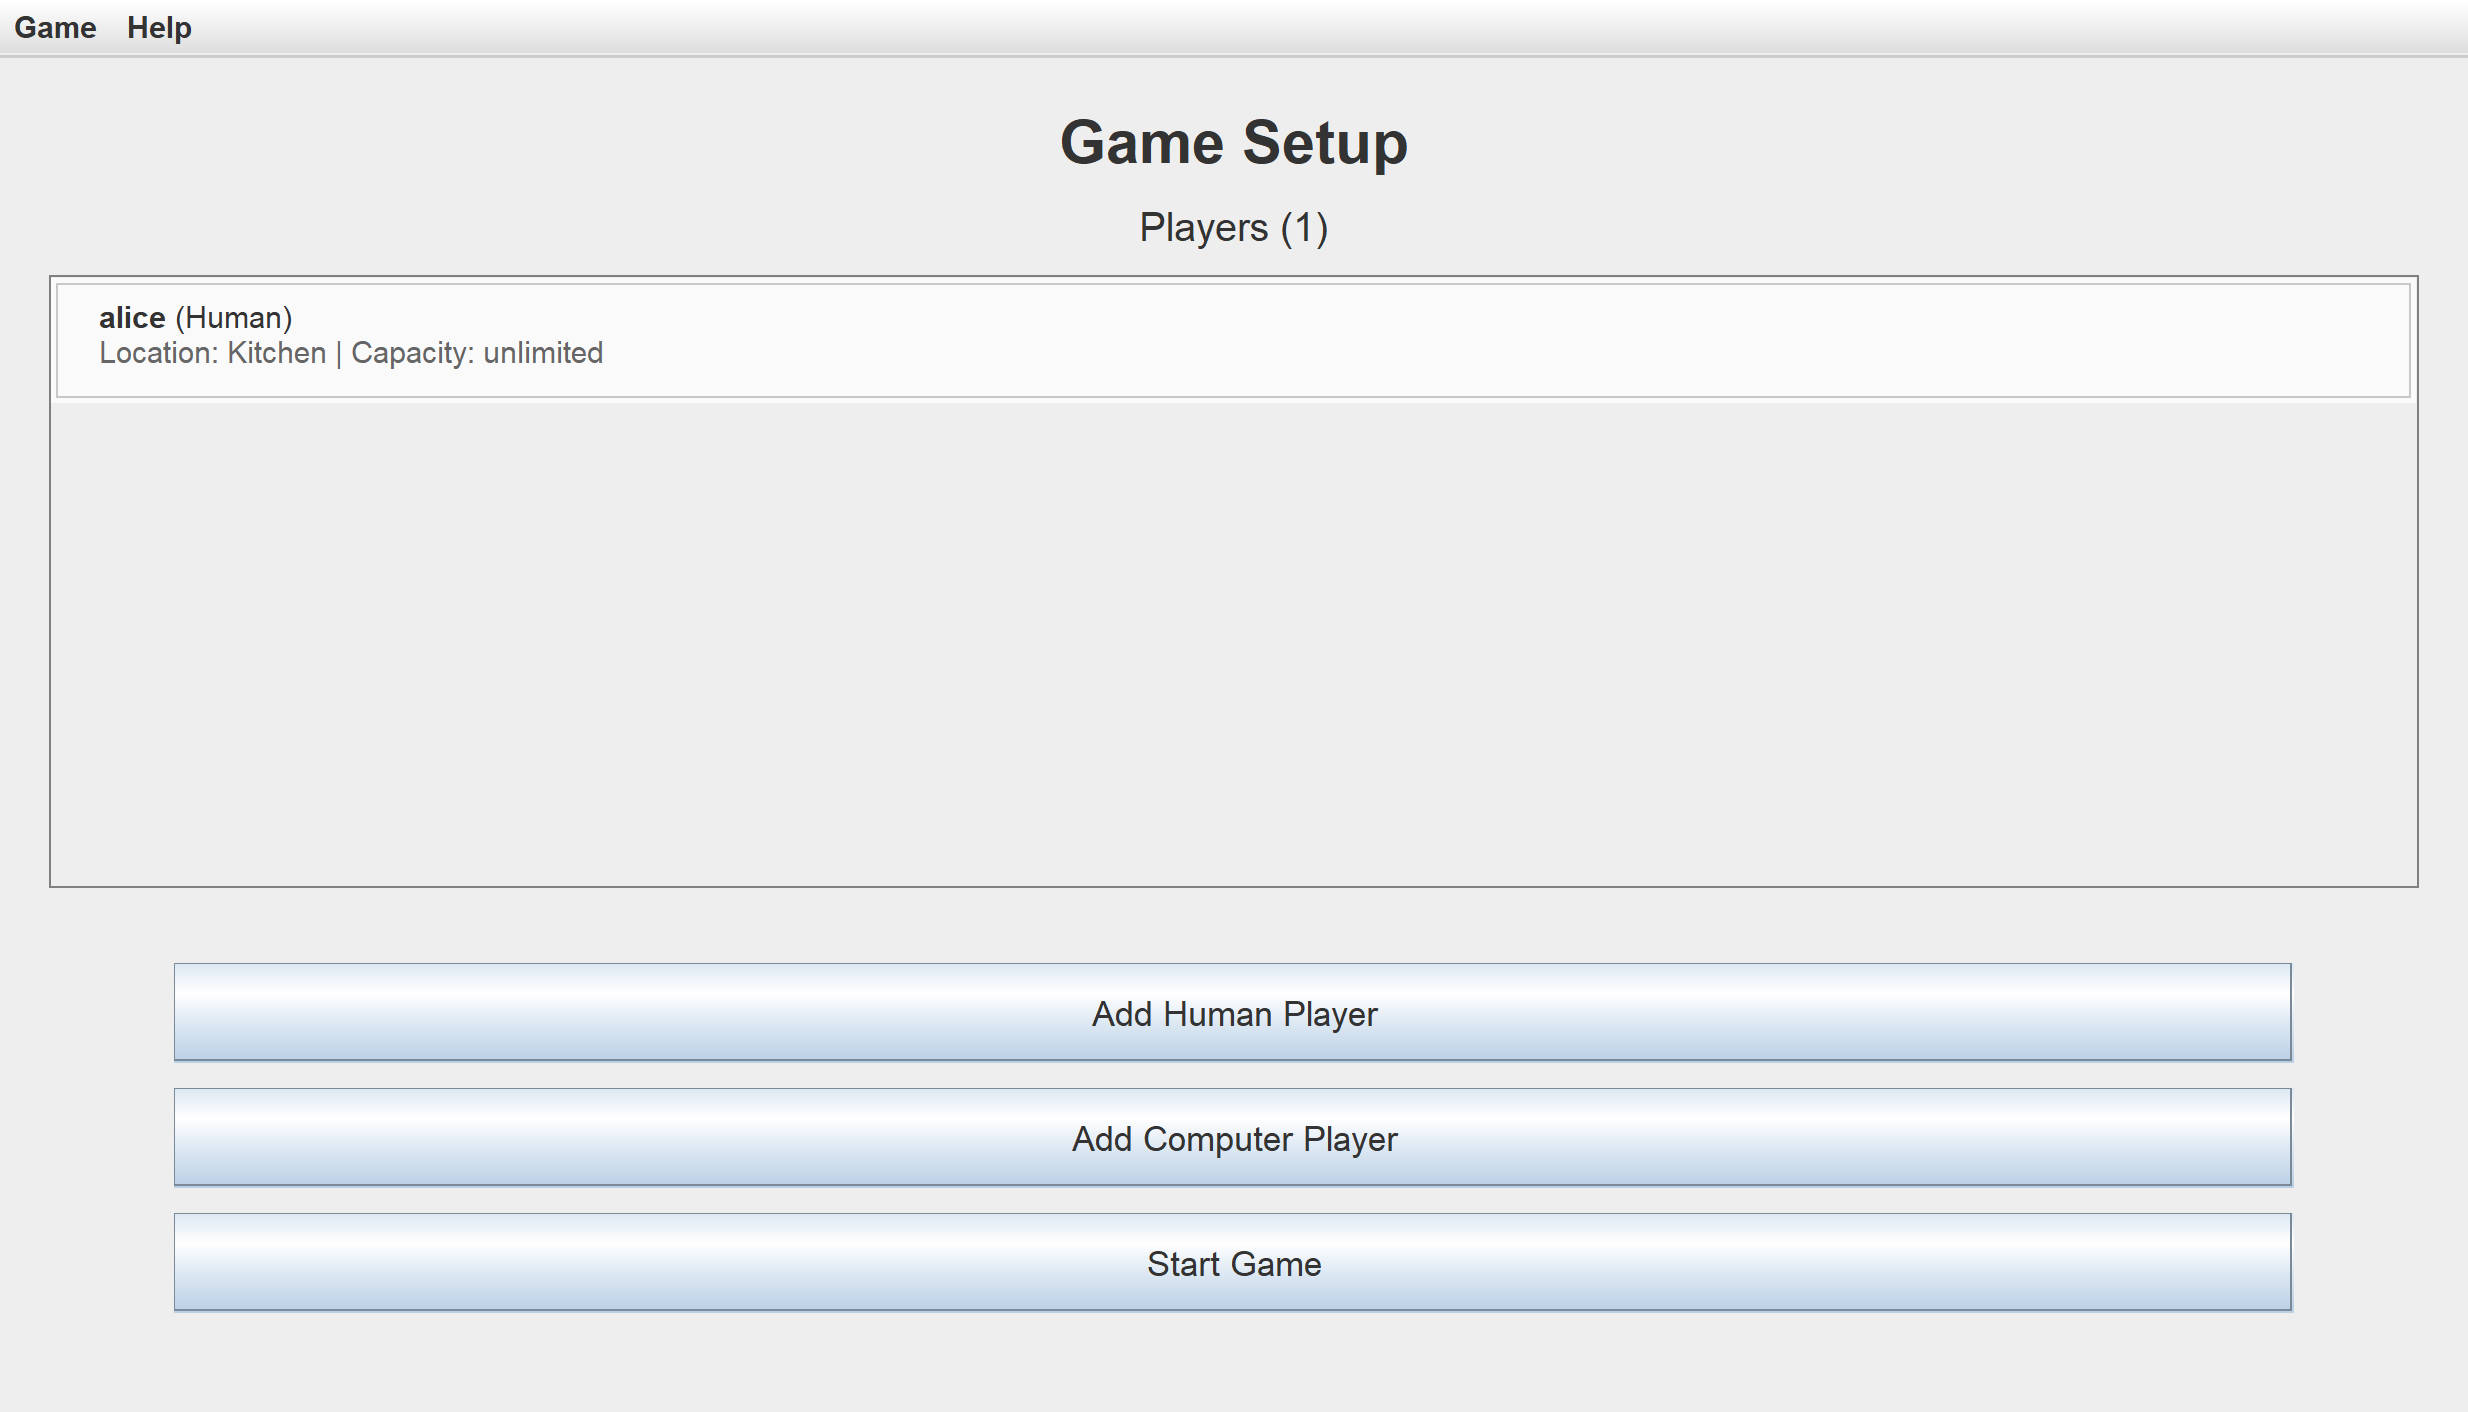 Game Help
Game Setup
Players (1)
alice (Human)
Location: Kitchen | Capacity: unlimited
Add Human Player
Add Computer Player
Start Game